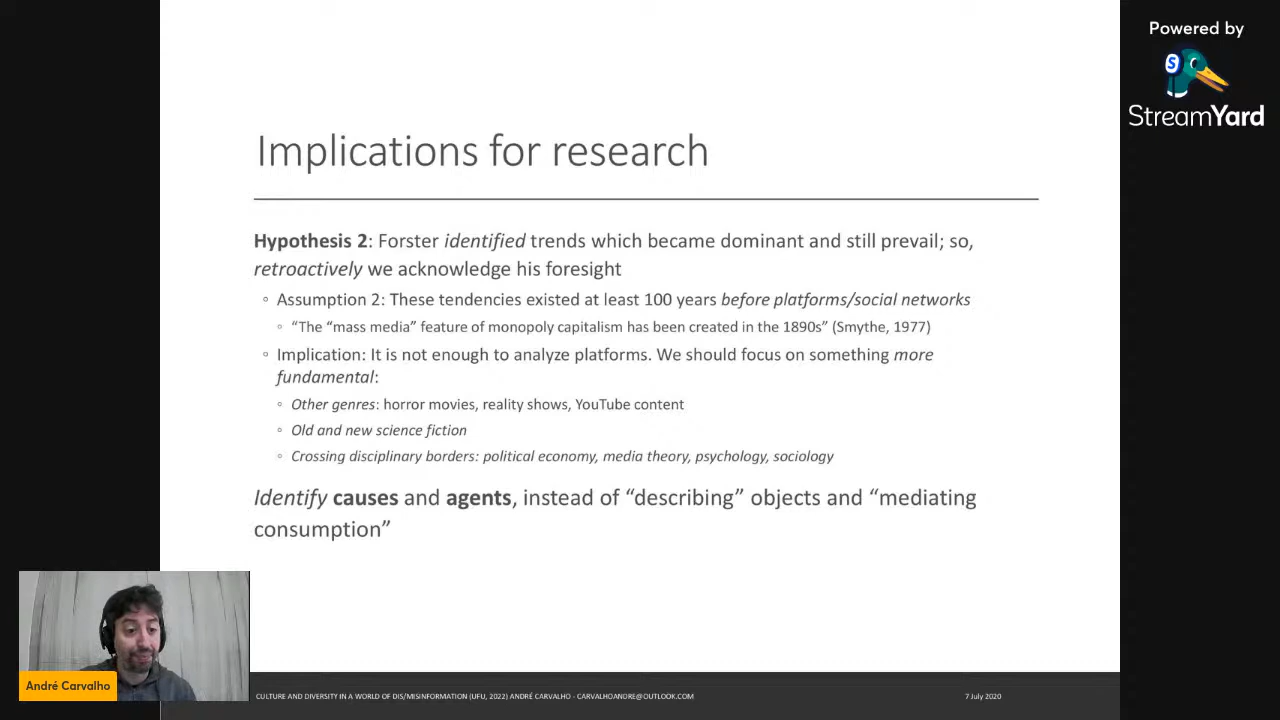 Powered by
S
StreamYard
Implications for research
Hypothesis 2: Forster identified trends which became dominant and still prevail; so,
retroactively we acknowledge his foresight
◦ Assumption 2: These tendencies existed at least 100 years before platforms/social networks
◦ “The “mass media” feature of monopoly capitalism has been created in the 1890s” (Smythe, 1977)
◦ Implication: It is not enough to analyze platforms. We should focus on something more
fundamental:
◦ Other genres: horror movies, reality shows, YouTube content
◦ Old and new science fiction
◦ Crossing disciplinary borders: political economy, media theory, psychology, sociology
Identify causes and agents, instead of “describing” objects and “mediating
consumption”
André Carvalho
CULTURE AND DIVERSITY IN A WORLD OF DIS/MISINFORMATION (UFU, 2022) ANDRÉ CARVALHO - CARVALHOANDRE@OUTLOOK.COM
7 July 2020